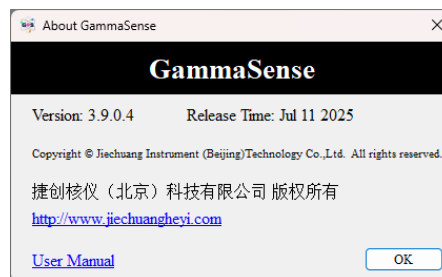 About GammaSense
GammaSense
Version: 3.9.0.4 Release Time: Jul 11 2025
Copyright © Jiechuang Instrument (Beijing)Technology Co.,Ltd. All rights reserved.
捷创核仪（北京）科技有限公司 版权所有
http://www.jiechuangheyi.com
User Manual OK